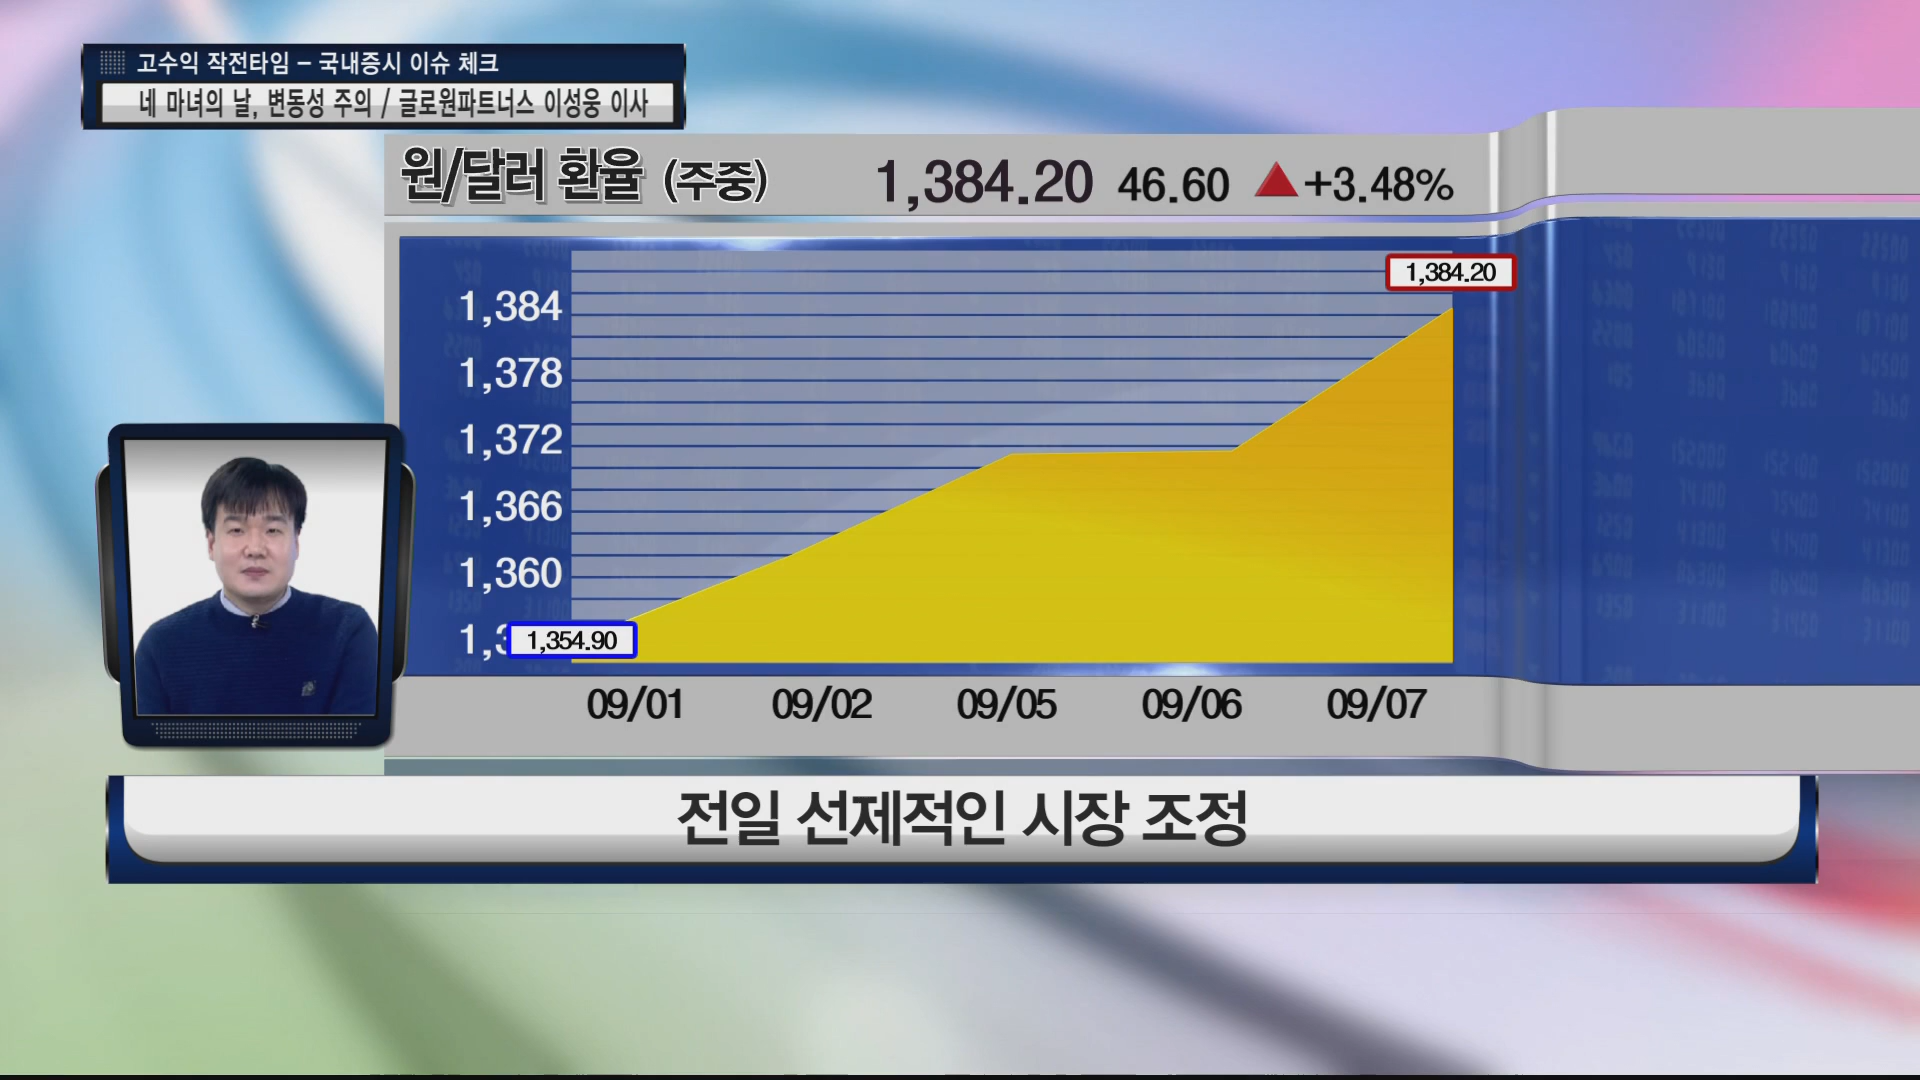 고수익 작전타임 - 국내증시 이슈 체크
네 마녀의 날, 변동성 주의 / 글로원파트너스 이성웅 이사
원/달러 환율 (주중) 1,384.20 46.60 ▲+3.48%
1,384.20
1,384
1,378
1,372
1,366
1,360
1,354.90
09/01 09/02 09/05 09/06 09/07
전일 선제적인 시장 조정